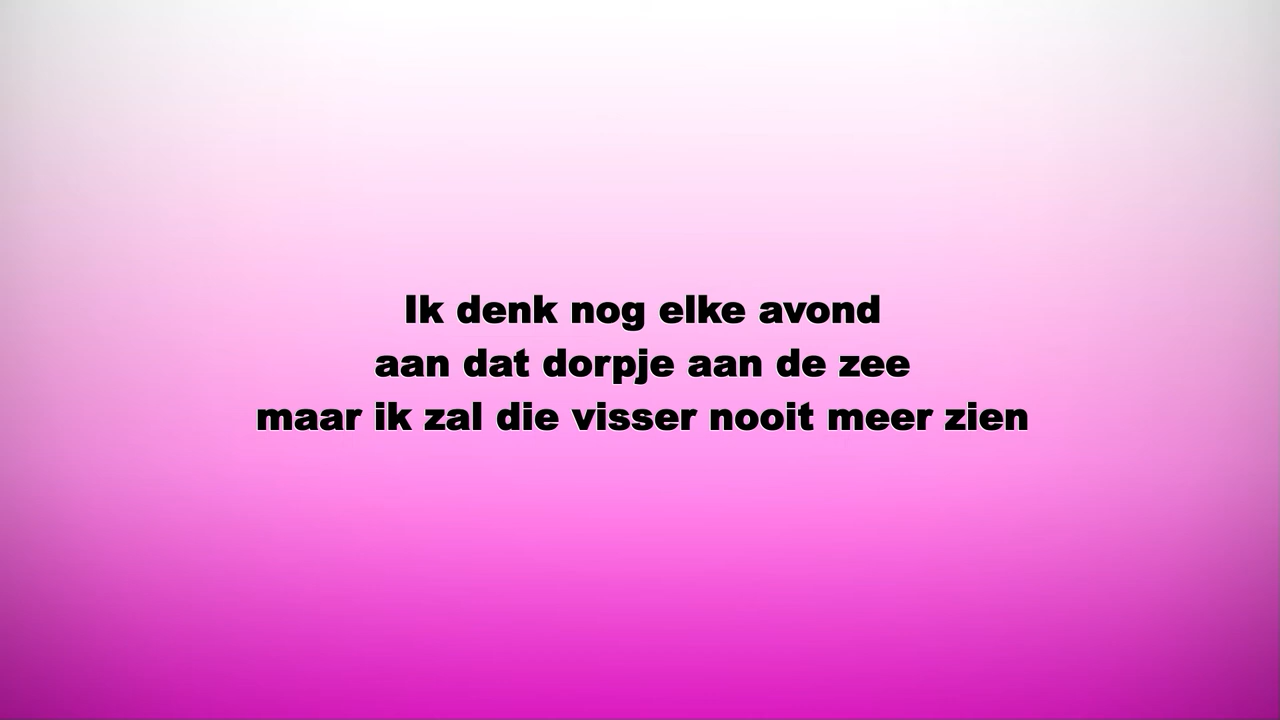 Ik denk nog elke avond
aan dat dorpje aan de zee
maar ik zal die visser nooit meer zien